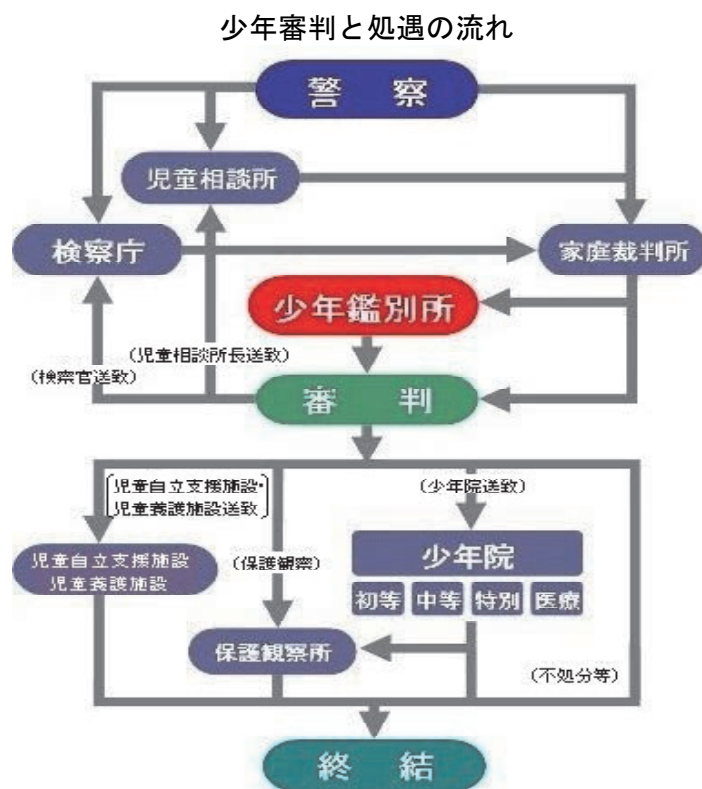 少年審判と処遇の流れ
警察
児童相談所
検察庁
家庭裁判所
少年鑑別所
(児童相談所長送致)
(検察官送致)
審判
児童自立支援施設・
児童養護施設送致
(少年院送致)
児童自立支援施設
児童養護施設
(保護観察)
少年院
初等 中等 特別 医療
保護観察所
(不処分等)
終結